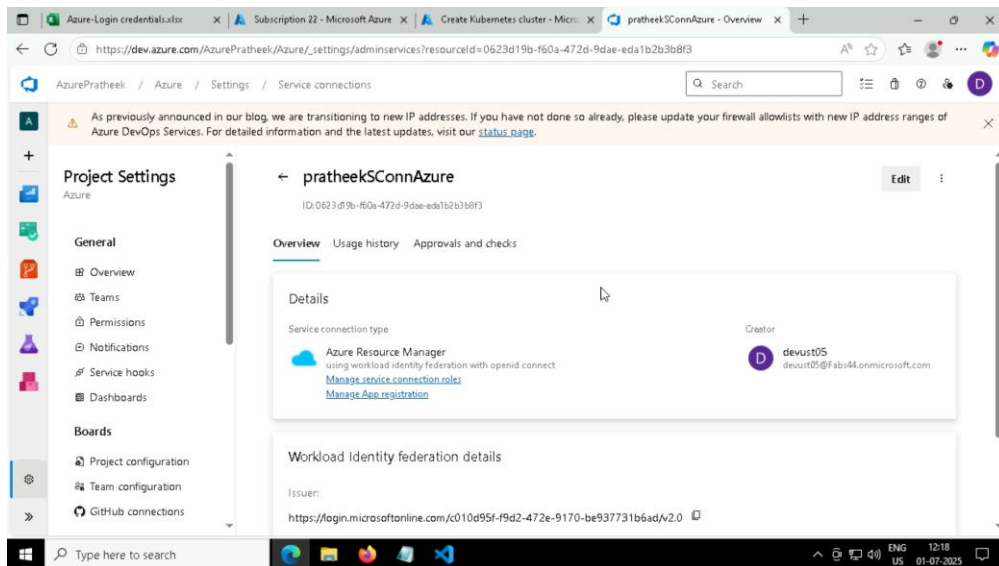 Azure-Login credentials.xlsx
Subscription 22 - Microsoft Azure
Create Kubernetes cluster - Micro
pratheekSConnAzure - Overview
https://dev.azure.com/AzurePratheek/Azure/_settings/adminservices?resourceId=0623d19b-f60a-472d-9dae-eda1b2b3b8f3
AzurePratheek / Azure / Settings / Service connections
Search
D
As previously announced in our blog, we are transitioning to new IP addresses. If you have not done so already, please update your firewall allowlists with new IP address ranges of
Azure DevOps Services. For detailed information and the latest updates, visit our status page.
A
Project Settings
Azure
General
Overview
Teams
Permissions
Notifications
Service hooks
Dashboards
Boards
Project configuration
Team configuration
GitHub connections
pratheekSConnAzure
Edit
ID: 0623d19b-f60a-472d-9dae-eda1b2b3b8f3
Overview Usage history Approvals and checks
Details
Service connection type
Azure Resource Manager
using workload identity federation with openid connect
Manage service connection roles
Manage App registration
Creator
D
devust05
devust05@Fabs44.onmicrosoft.com
Workload Identity federation details
Issuer:
https://login.microsoftonline.com/c010d95f-f9d2-472e-9170-be937731b6ad/v2.0
Type here to search
ENG
US
12:18
01-07-2025